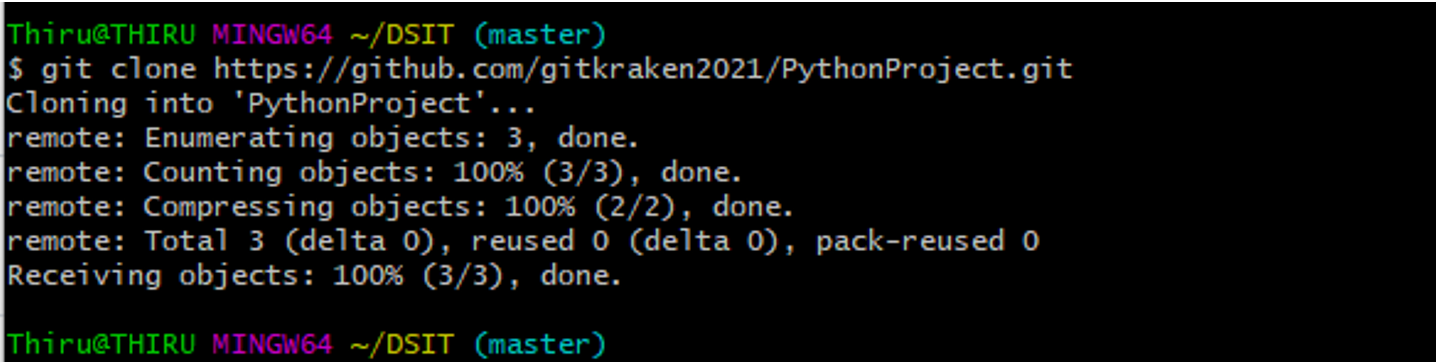 Thiru@THIRU MINGW64 ~/DSIT (master)
$ git clone https://github.com/gitkraken2021/PythonProject.git
Cloning into 'PythonProject'...
remote: Enumerating objects: 3, done.
remote: Counting objects: 100% (3/3), done.
remote: Compressing objects: 100% (2/2), done.
remote: Total 3 (delta 0), reused 0 (delta 0), pack-reused 0
Receiving objects: 100% (3/3), done.
Thiru@THIRU MINGW64 ~/DSIT (master)